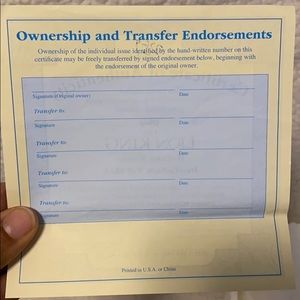 Ownership and Transfer Endorsements
Ownership of the individual issue identified by the hand-written number on this
certificate may be freely transferred by signed endorsement below, beginning with
the endorsement of the original owner.
Signature (Original owner) Date
Transfer to:
Signature Date
Transfer to:
Signature Date
Transfer to:
Signature Date
Transfer to:
Signature Date
Printed in U.S.A. or China